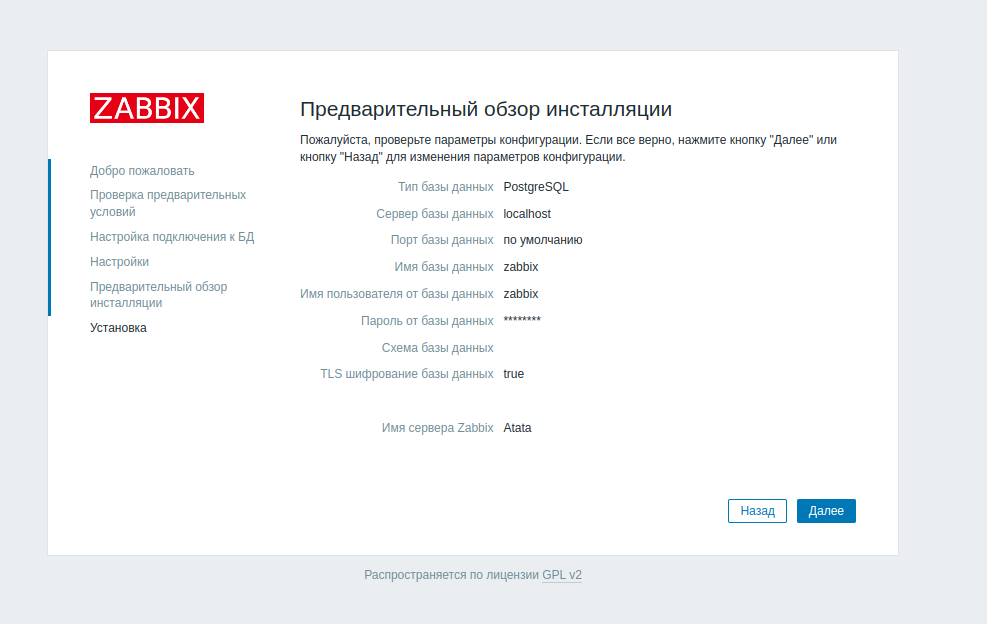 ZABBIX
Добро пожаловать
Проверка предварительных
условий
Настройка подключения к БД
Настройки
Предварительный обзор
инсталляции
Установка
Предварительный обзор инсталляции
Пожалуйста, проверьте параметры конфигурации. Если все верно, нажмите кнопку "Далее" или
кнопку "Назад" для изменения параметров конфигурации.
Тип базы данных PostgreSQL
Сервер базы данных localhost
Порт базы данных по умолчанию
Имя базы данных zabbix
Имя пользователя от базы данных zabbix
Пароль от базы данных ********
Схема базы данных
TLS шифрование базы данных true
Имя сервера Zabbix Atata
Назад Далее
Распространяется по лицензии GPL v2